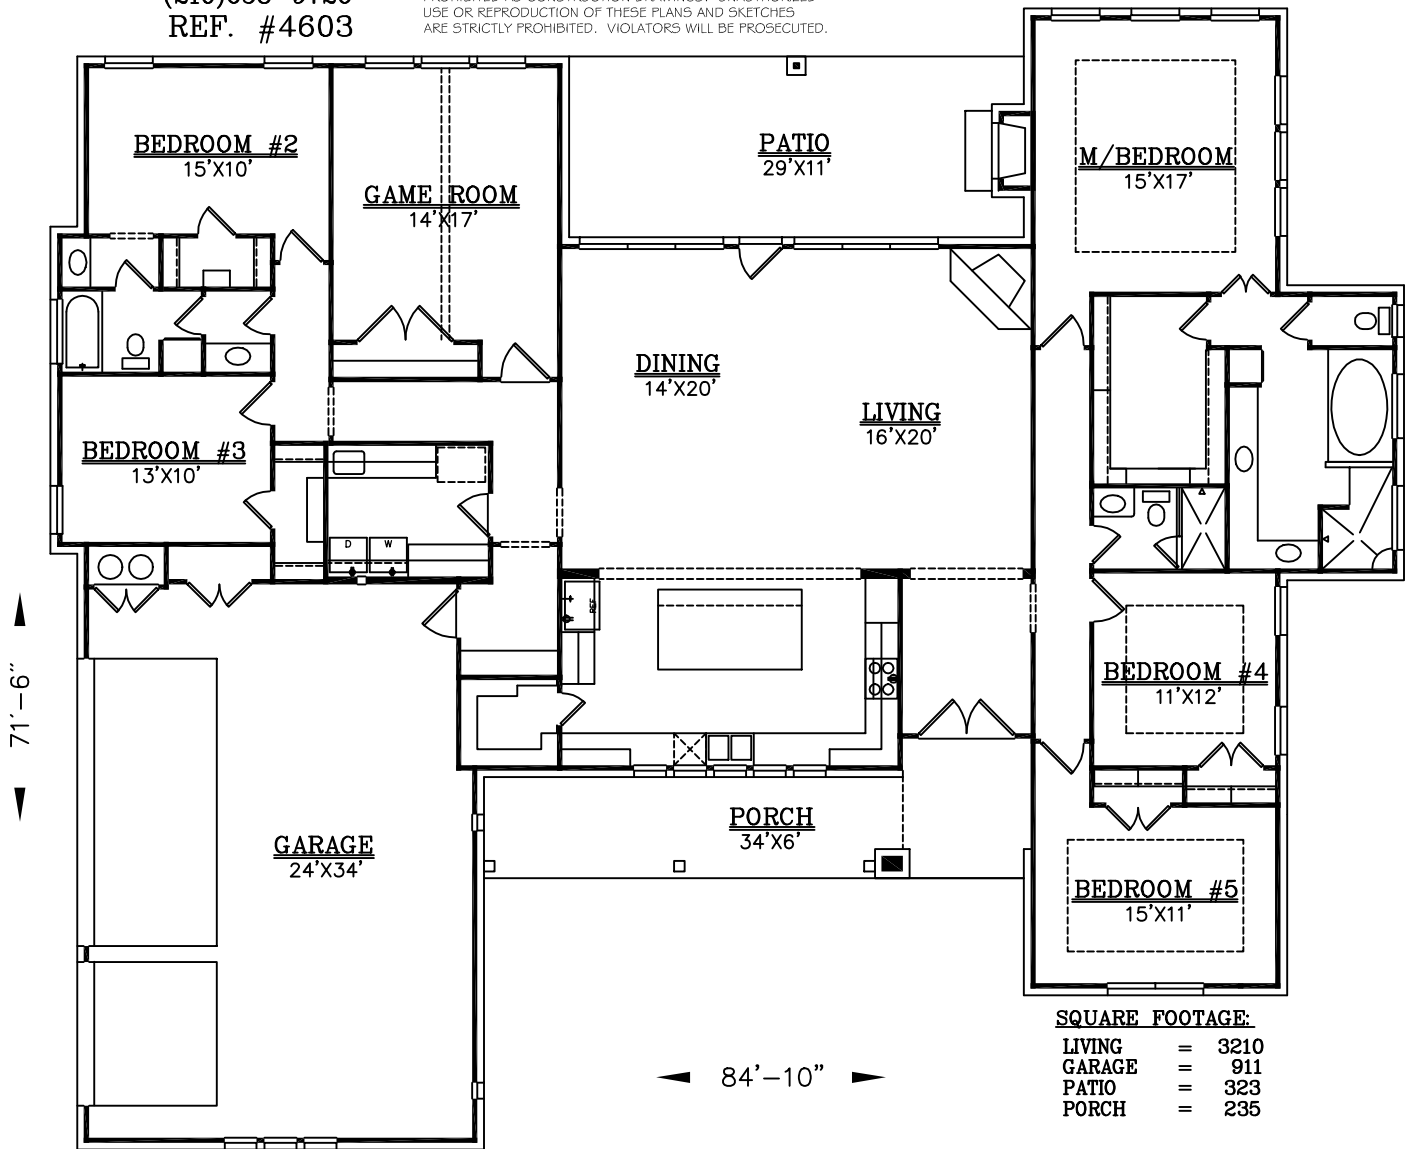 REF. #4603
USE OR REPRODUCTION OF THESE PLANS AND SKETCHES
ARE STRICTLY PROHIBITED. VIOLATORS WILL BE PROSECUTED.
BEDROOM #2
15'X10'
GAME ROOM
14'X17'
PATIO
29'X11'
M/BEDROOM
15'X17'
DINING
14'X20'
LIVING
16'X20'
BEDROOM #3
13'X10'
D
W
REF.
BEDROOM #4
11'X12'
71'-6"
GARAGE
24'X34'
PORCH
34'X6'
BEDROOM #5
15'X11'
84'-10"
SQUARE FOOTAGE:
LIVING = 3210
GARAGE = 911
PATIO = 323
PORCH = 235